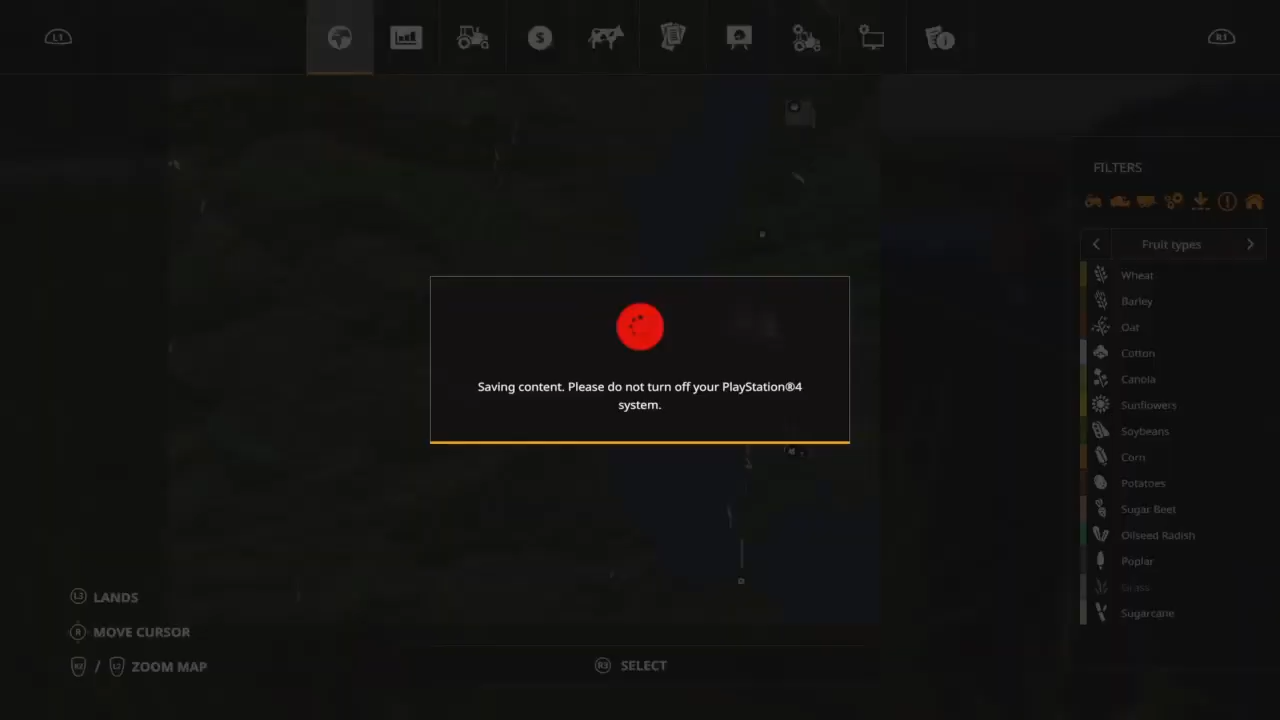 L1
R1
FILTERS
Fruit types
Wheat
Barley
Oat
Cotton
Canola
Sunflowers
Soybeans
Corn
Potatoes
Sugar Beet
Oilseed Radish
Poplar
Grass
Sugarcane
Saving content. Please do not turn off your PlayStation®4
system.
L3 LANDS
R MOVE CURSOR
R2 / L2 ZOOM MAP
R3 SELECT